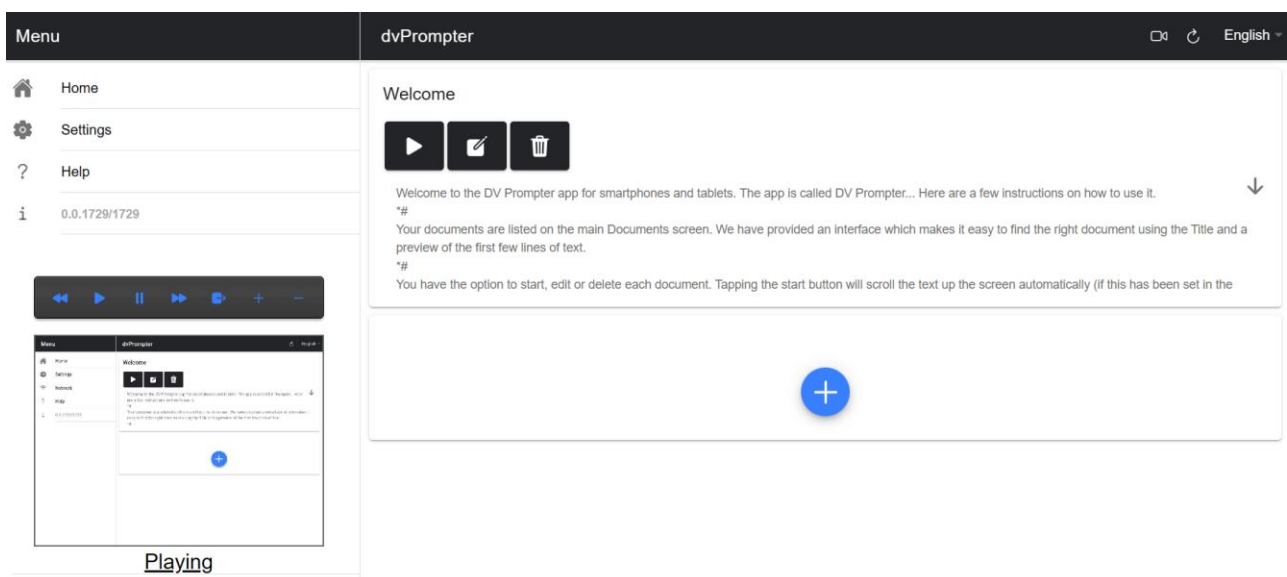 Menu
dvPrompter
English
Home
Settings
? Help
i 0.0.1729/1729
Welcome
Welcome to the DV Prompter app for smartphones and tablets. The app is called DV Prompter... Here are a few instructions on how to use it.
*#
Your documents are listed on the main Documents screen. We have provided an interface which makes it easy to find the right document using the Title and a
preview of the first few lines of text.
*#
You have the option to start, edit or delete each document. Tapping the start button will scroll the text up the screen automatically (if this has been set in the
Menu
dvPrompter
English
Home
Settings
Network
? Help
Welcome
Playing